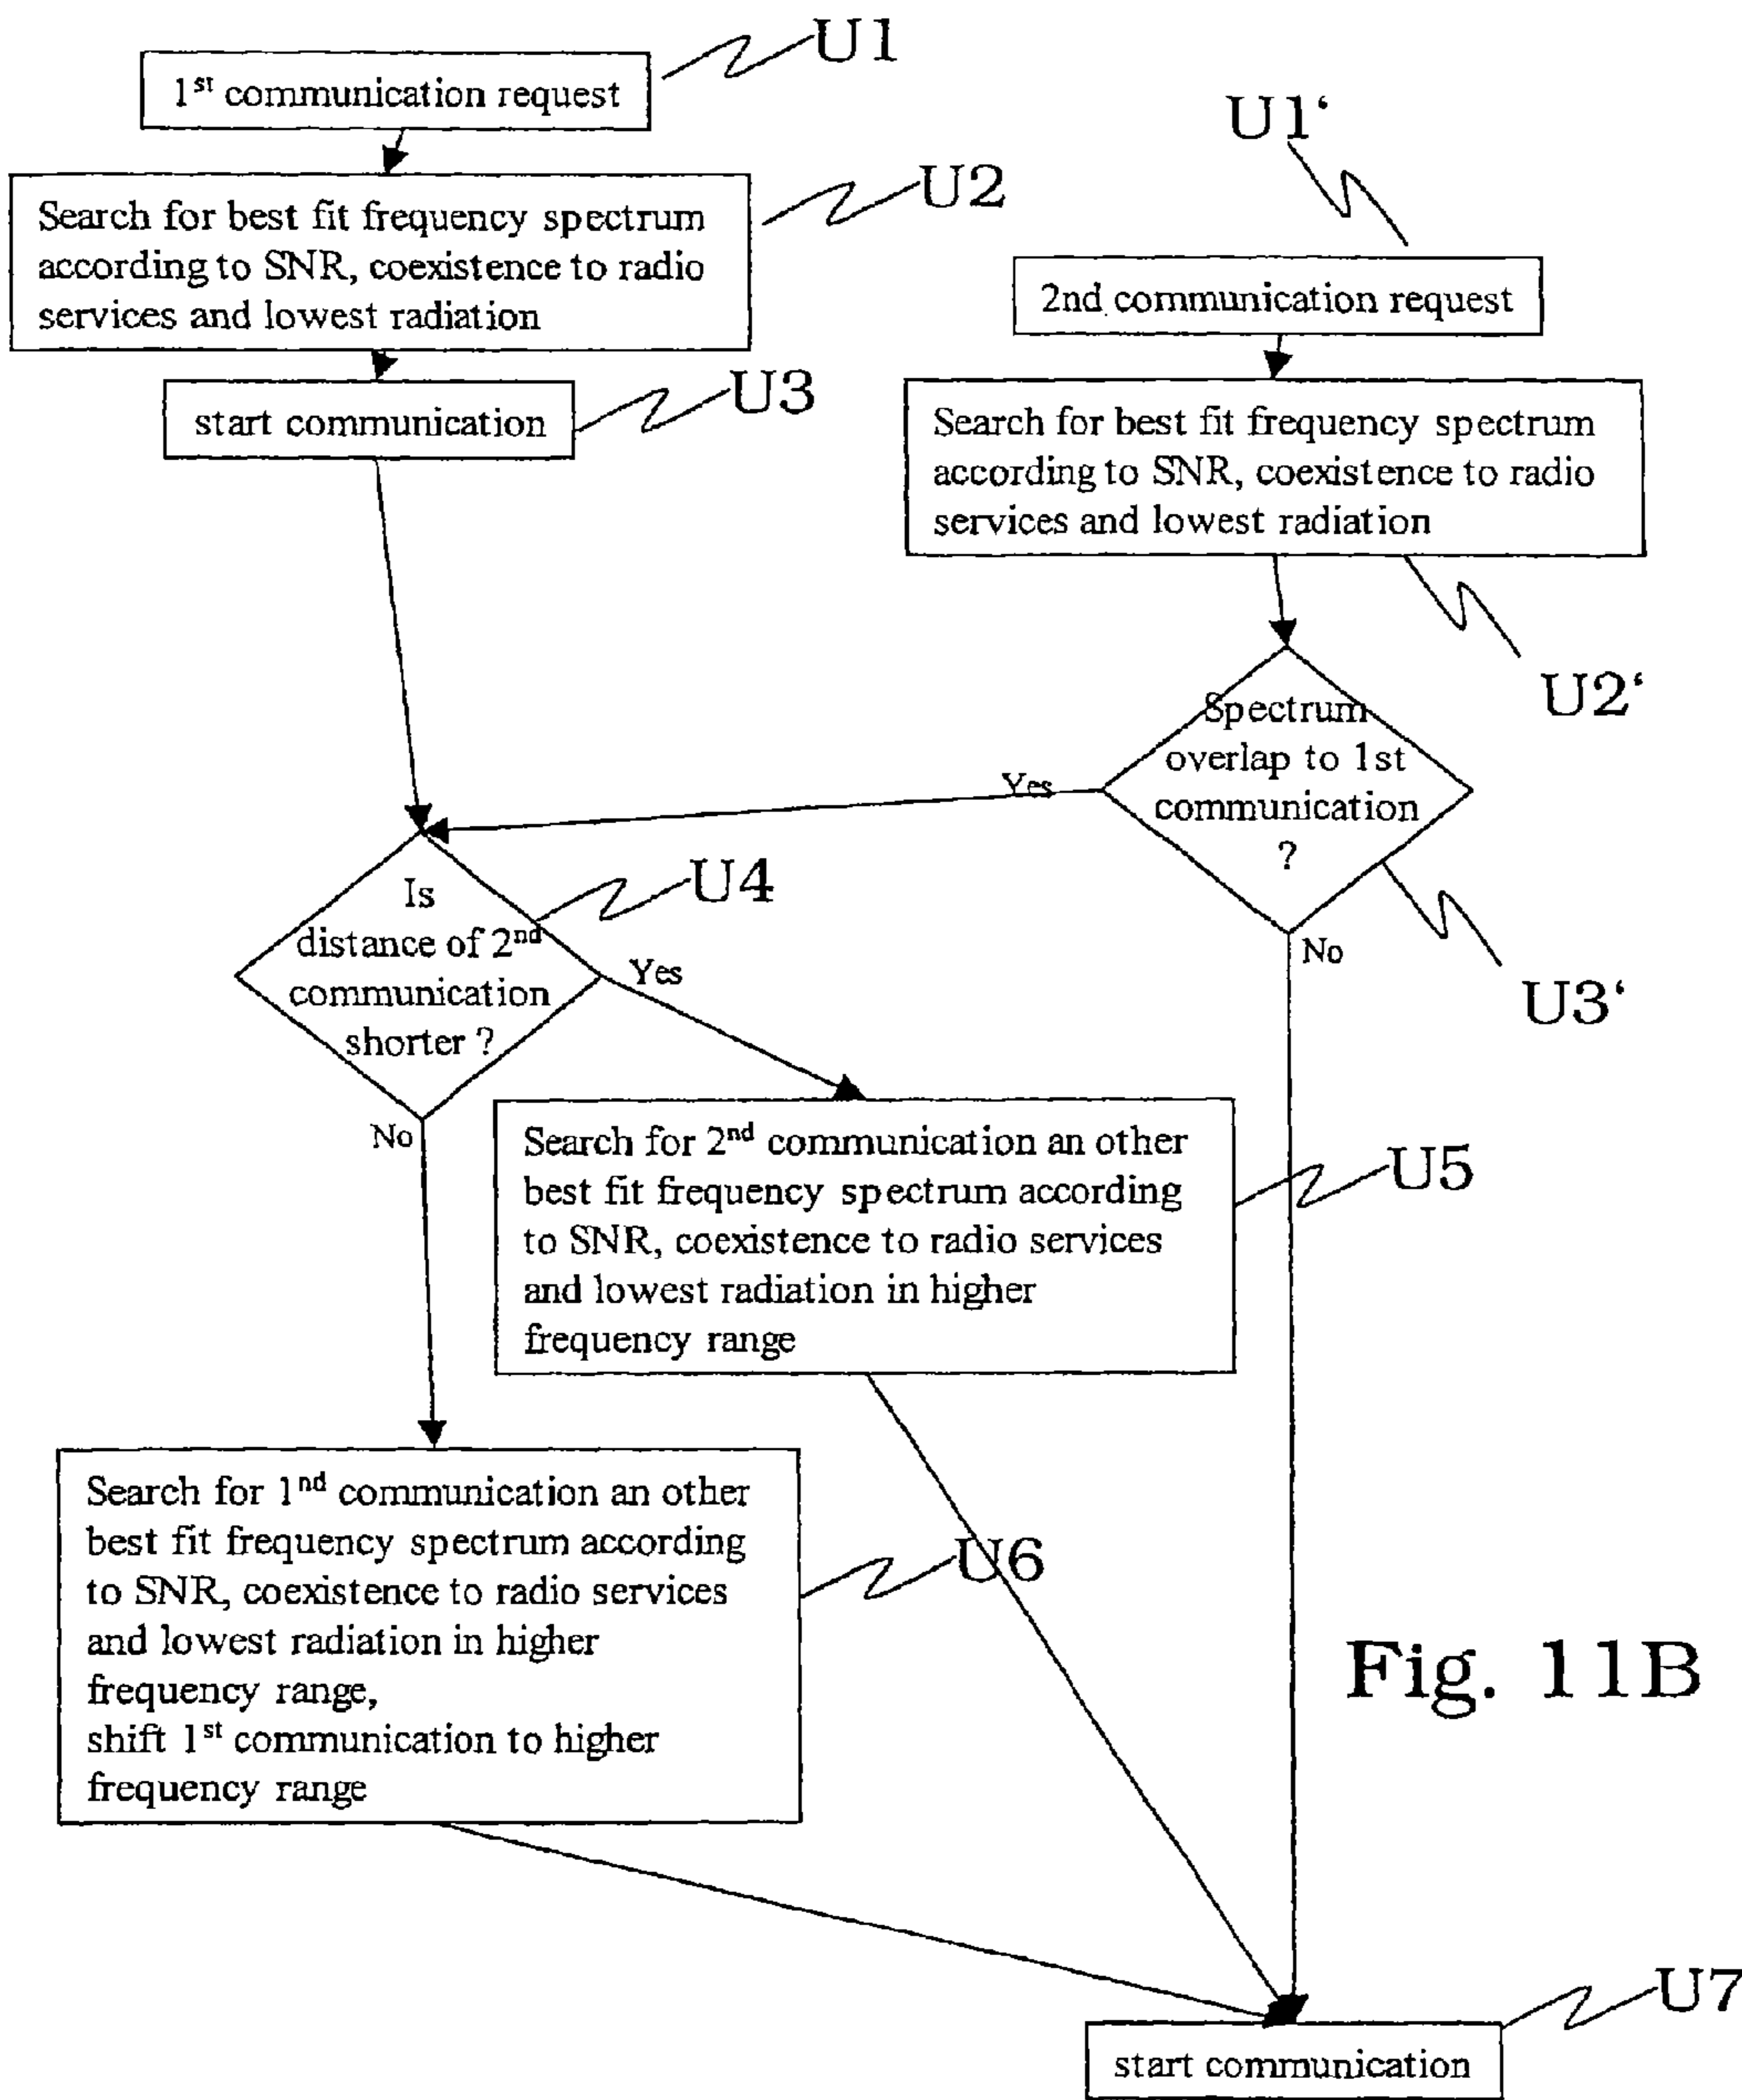 U1
1st communication request
U1‘
U2
Search for best fit frequency spectrum
according to SNR, coexistence to radio
services and lowest radiation
2nd communication request
U3
start communication
Search for best fit frequency spectrum
according to SNR, coexistence to radio
services and lowest radiation
U2‘
Spectrum
overlap to 1st
communication
?
Yes
No
U3‘
U4
Is
distance of 2nd
communication
shorter ?
Yes
No
Search for 2nd communication an other
best fit frequency spectrum according
to SNR, coexistence to radio services
and lowest radiation in higher
frequency range
U5
Search for 1nd communication an other
best fit frequency spectrum according
to SNR, coexistence to radio services
and lowest radiation in higher
frequency range,
shift 1st communication to higher
frequency range
U6
Fig. 11B
U7
start communication